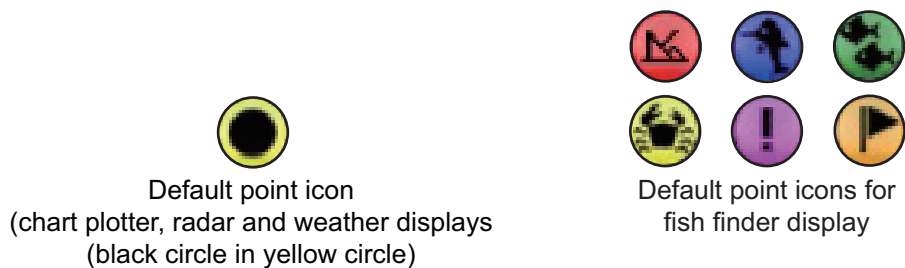 Default point icon
(chart plotter, radar and weather displays
(black circle in yellow circle)
Default point icons for
fish finder display